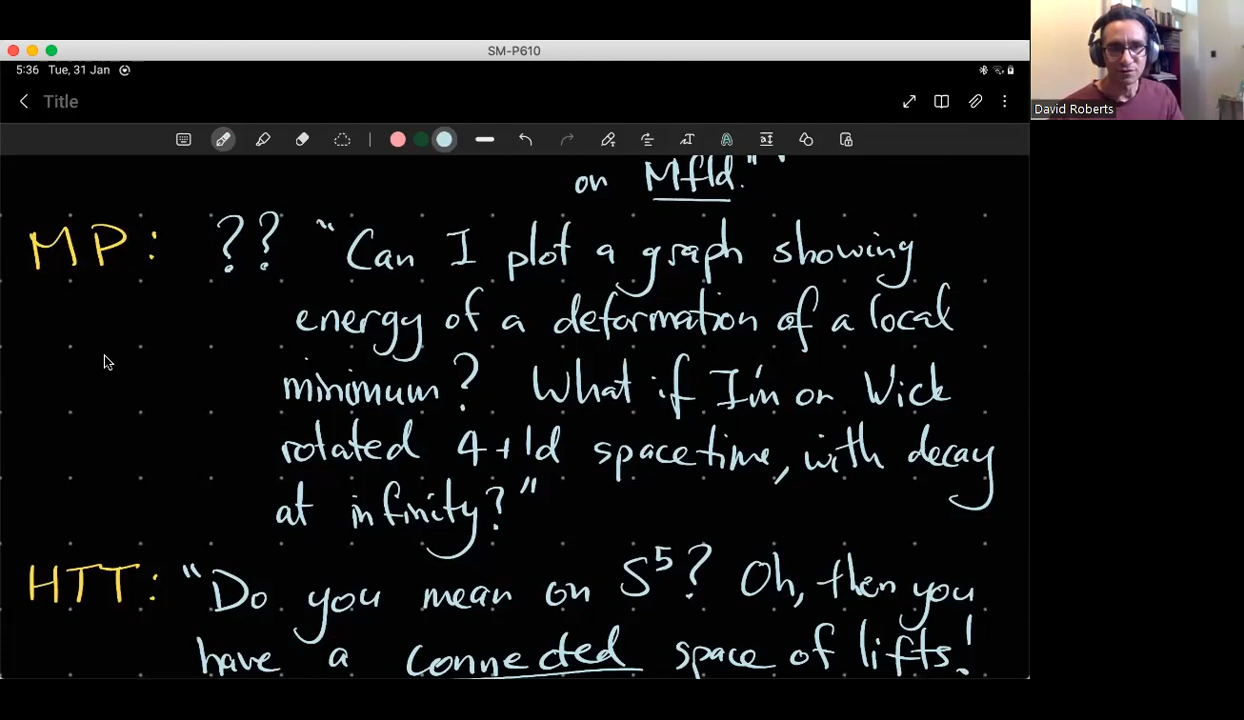 SM-P610
5:36 Tue, 31 Jan
Title
David Roberts
on Mfld."
MP: ?? "Can I plot a graph showing
energy of a deformation of a local
minimum? What if I'm on Wick
rotated 4+1d spacetime, with decay
at infinity?"
HTT: "Do you mean on S⁵? Oh, then you
have a connected space of lifts!